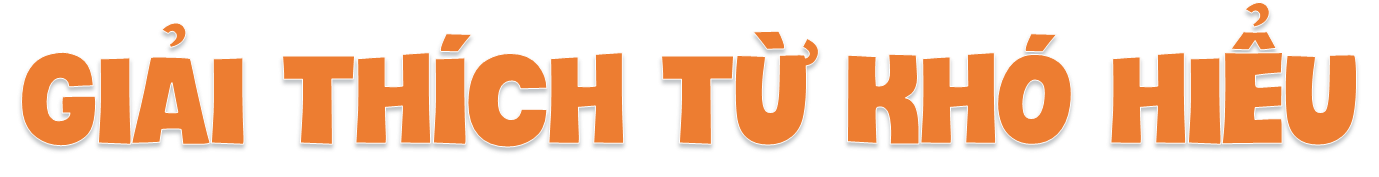 GIẢI THÍCH TỪ KHÓ HIỂU